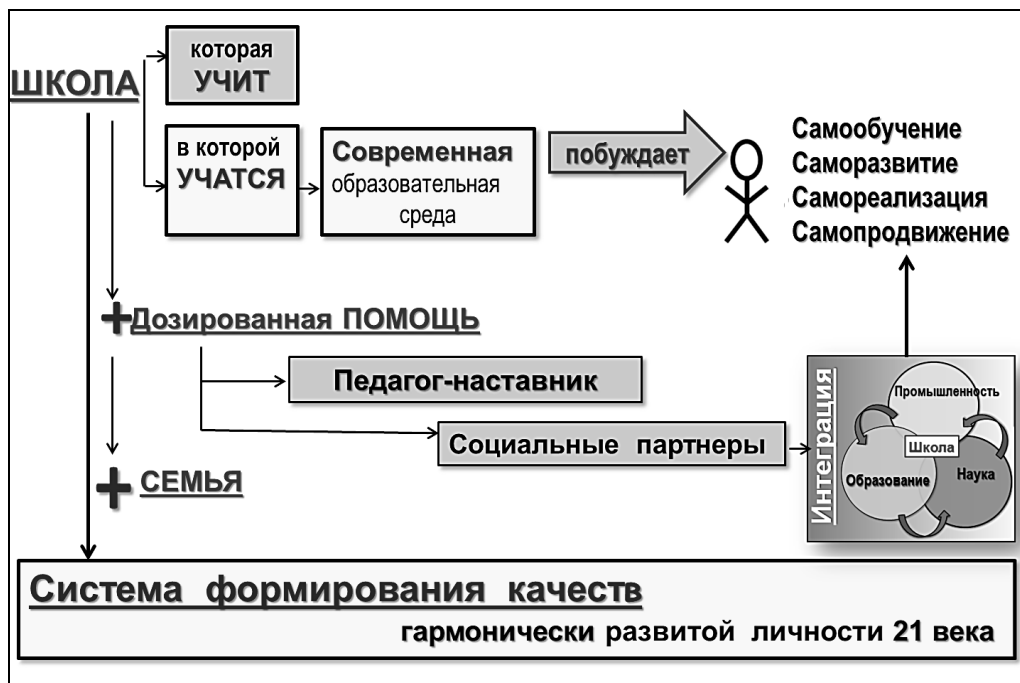 ШКОЛА
которая
УЧИТ
в которой
УЧАТСЯ
Современная
образовательная
среда
побуждает
Самообучение
Саморазвитие
Самореализация
Самопродвижение
Дозированная ПОМОЩЬ
Педагог-наставник
Социальные партнеры
Интеграция
Промышленность
Школа
Образование
Наука
СЕМЬЯ
Система формирования качеств
гармонически развитой личности 21 века